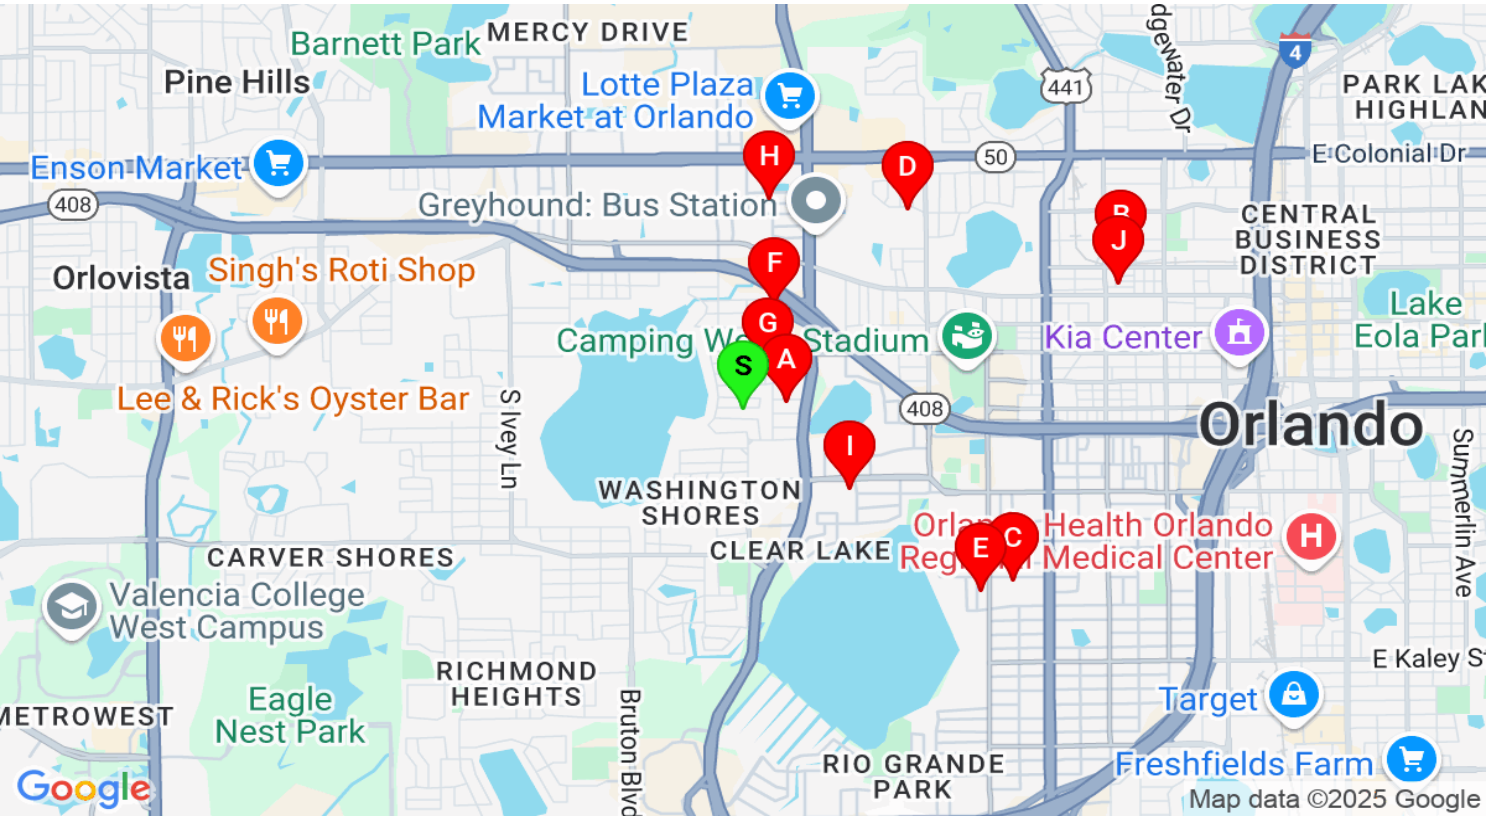 Barnett Park
MERCY DRIVE
Pine Hills
Lotte Plaza
Market at Orlando
441
4
PARK LAK
HIGHLAN
Enson Market
H
D
50
E Colonial Dr
408
Greyhound: Bus Station
B
J
CENTRAL
BUSINESS
DISTRICT
Orlovista
Singh's Roti Shop
F
Lake
Eola Park
G
Camping
Stadium
Kia Center
S
A
Lee & Rick's Oyster Bar
S Ivey Ln
408
Orlando
I
Summerlin Ave
WASHINGTON
SHORES
CARVER SHORES
CLEAR LAKE
E
C
Health Orlando
Medical Center
H
Valencia College
West Campus
RICHMOND
HEIGHTS
E Kaley St
METROWEST
Eagle
Nest Park
Bruton Blvd
Target
RIO GRANDE
PARK
Freshfields Farm
Google
Map data ©2025 Google